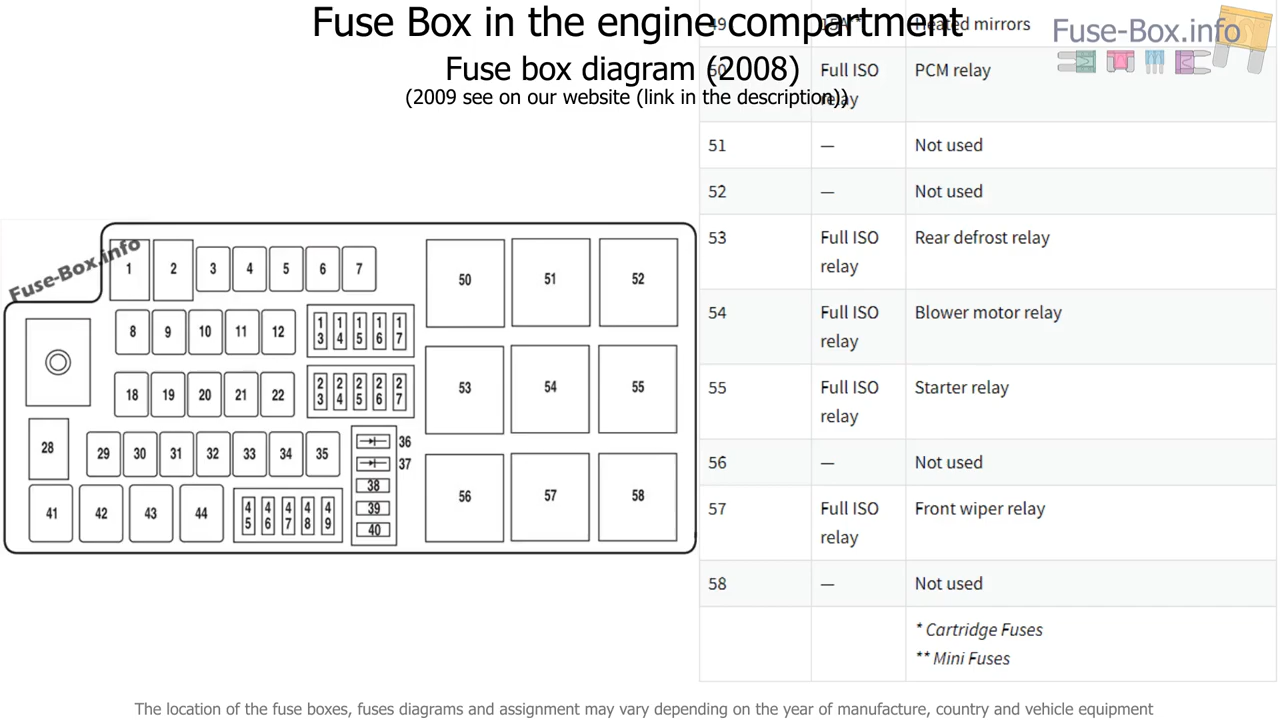 Fuse Box in the engine compartment
Fuse box diagram (2008)
(2009 see on our website (link in the description))
Fuse-Box.info
49 15A** Heated mirrors
50 Full ISO relay PCM relay
51 — Not used
52 — Not used
53 Full ISO relay Rear defrost relay
54 Full ISO relay Blower motor relay
55 Full ISO relay Starter relay
56 — Not used
57 Full ISO relay Front wiper relay
58 — Not used
* Cartridge Fuses
** Mini Fuses
Fuse-Box.info
1 2 3 4 5 6 7
8 9 10 11 12 13 14 15 16 17
18 19 20 21 22 23 24 25 26 27
28 29 30 31 32 33 34 35
36
37
38
39
40
41 42 43 44 45 46 47 48 49
50 51 52
53 54 55
56 57 58
The location of the fuse boxes, fuses diagrams and assignment may vary depending on the year of manufacture, country and vehicle equipment